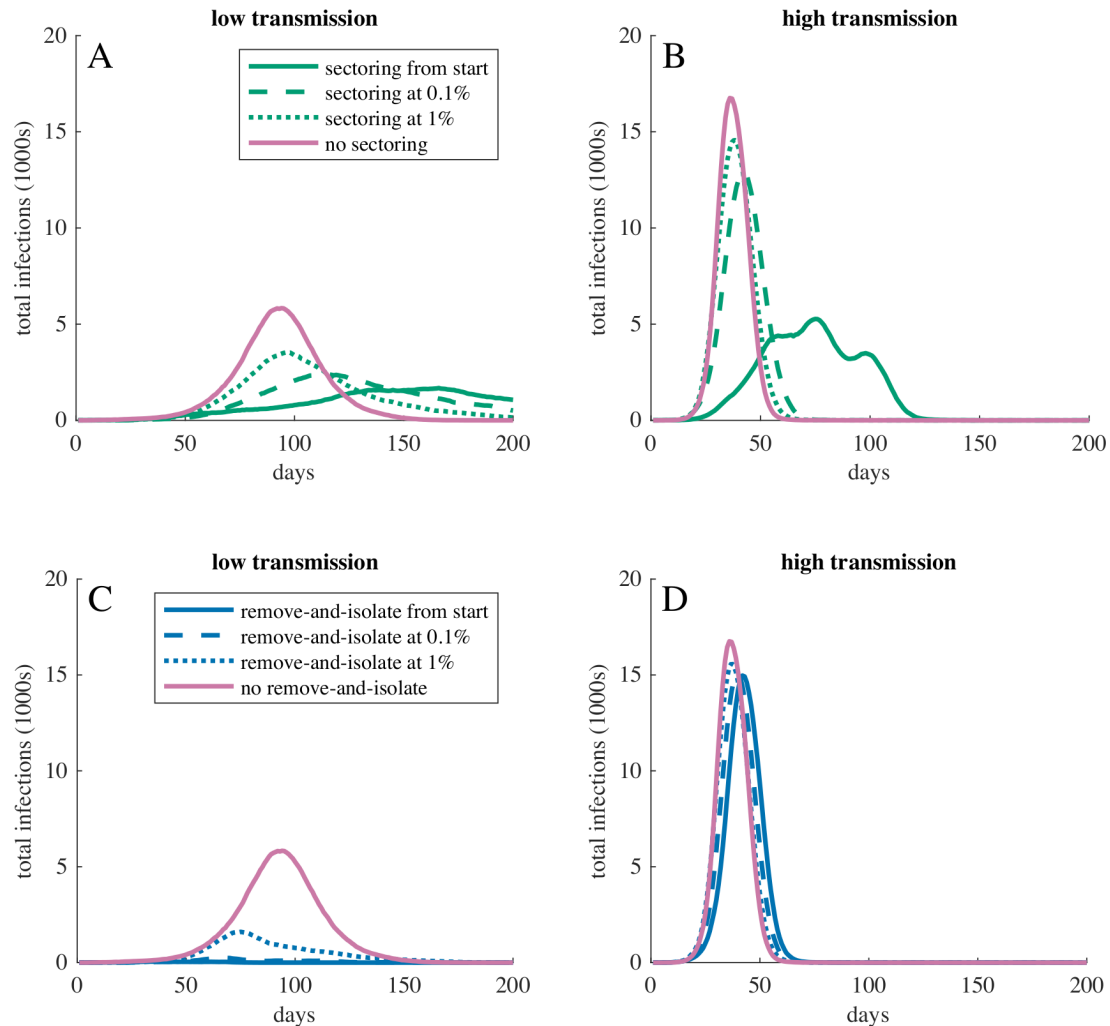 low transmission
A
20
15
10
5
0
total infections (1000s)
sectoring from start
sectoring at 0.1%
sectoring at 1%
no sectoring
0 50 100 150 200
days
high transmission
B
20
15
10
5
0
total infections (1000s)
0 50 100 150 200
days
low transmission
C
20
15
10
5
0
total infections (1000s)
remove-and-isolate from start
remove-and-isolate at 0.1%
remove-and-isolate at 1%
no remove-and-isolate
0 50 100 150 200
days
high transmission
D
20
15
10
5
0
total infections (1000s)
0 50 100 150 200
days